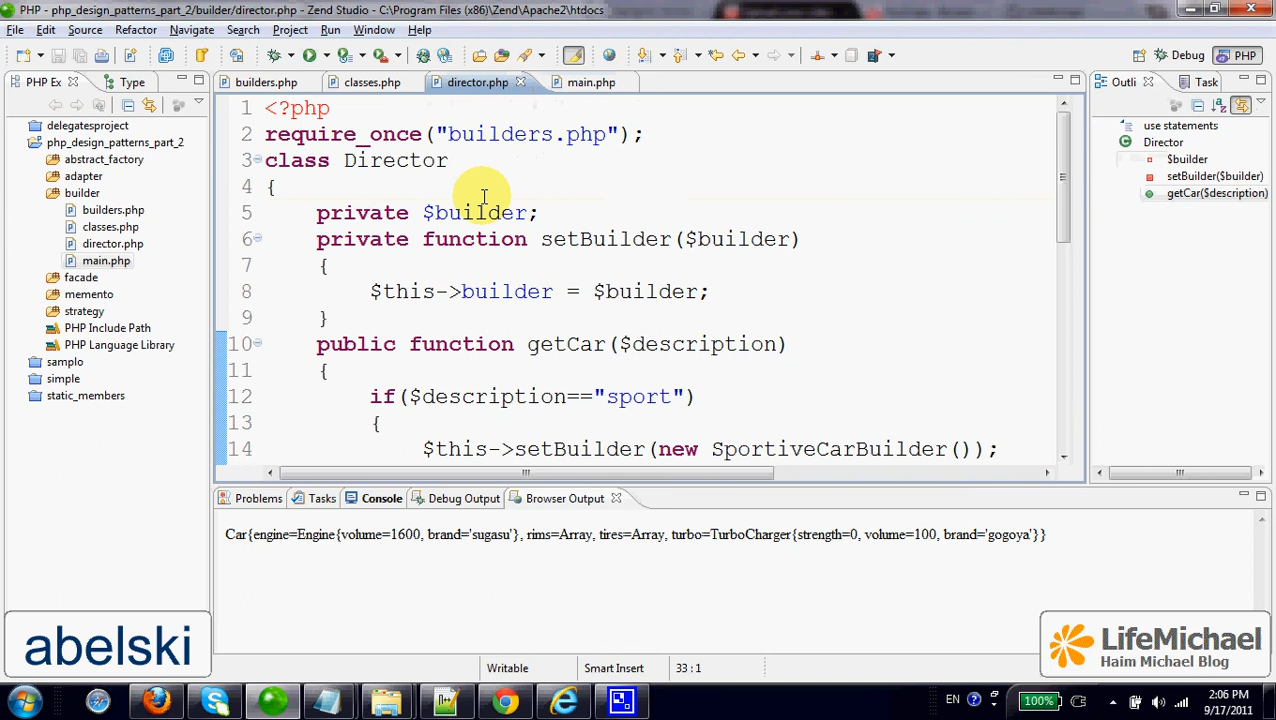 PHP - php_design_patterns_part_2/builder/director.php - Zend Studio - C:\Program Files (x86)\Zend\Apache2\htdocs
File Edit Source Refactor Navigate Search Project Run Window Help
Debug PHP
PHP Ex Type
builders.php classes.php director.php main.php
Outli Task
delegatesproject
php_design_patterns_part_2
abstract_factory
adapter
builder
builders.php
classes.php
director.php
main.php
facade
memento
strategy
PHP Include Path
PHP Language Library
samplo
simple
static_members
1 <?php
2 require_once("builders.php");
3 class Director
4 {
5 private $builder;
6 private function setBuilder($builder)
7 {
8 $this->builder = $builder;
9 }
10 public function getCar($description)
11 {
12 if($description=="sport")
13 {
14 $this->setBuilder(new SportiveCarBuilder());
use statements
Director
$builder
setBuilder($builder)
getCar($description)
Problems Tasks Console Debug Output Browser Output
Car{engine=Engine{volume=1600, brand='sugasu'}, rims=Array, tires=Array, turbo=TurboCharger{strength=0, volume=100, brand='gogoya'}}
abelski
LifeMichael
Haim Michael Blog
Writable Smart Insert 33 : 1
EN 100% 2:06 PM
9/17/2011